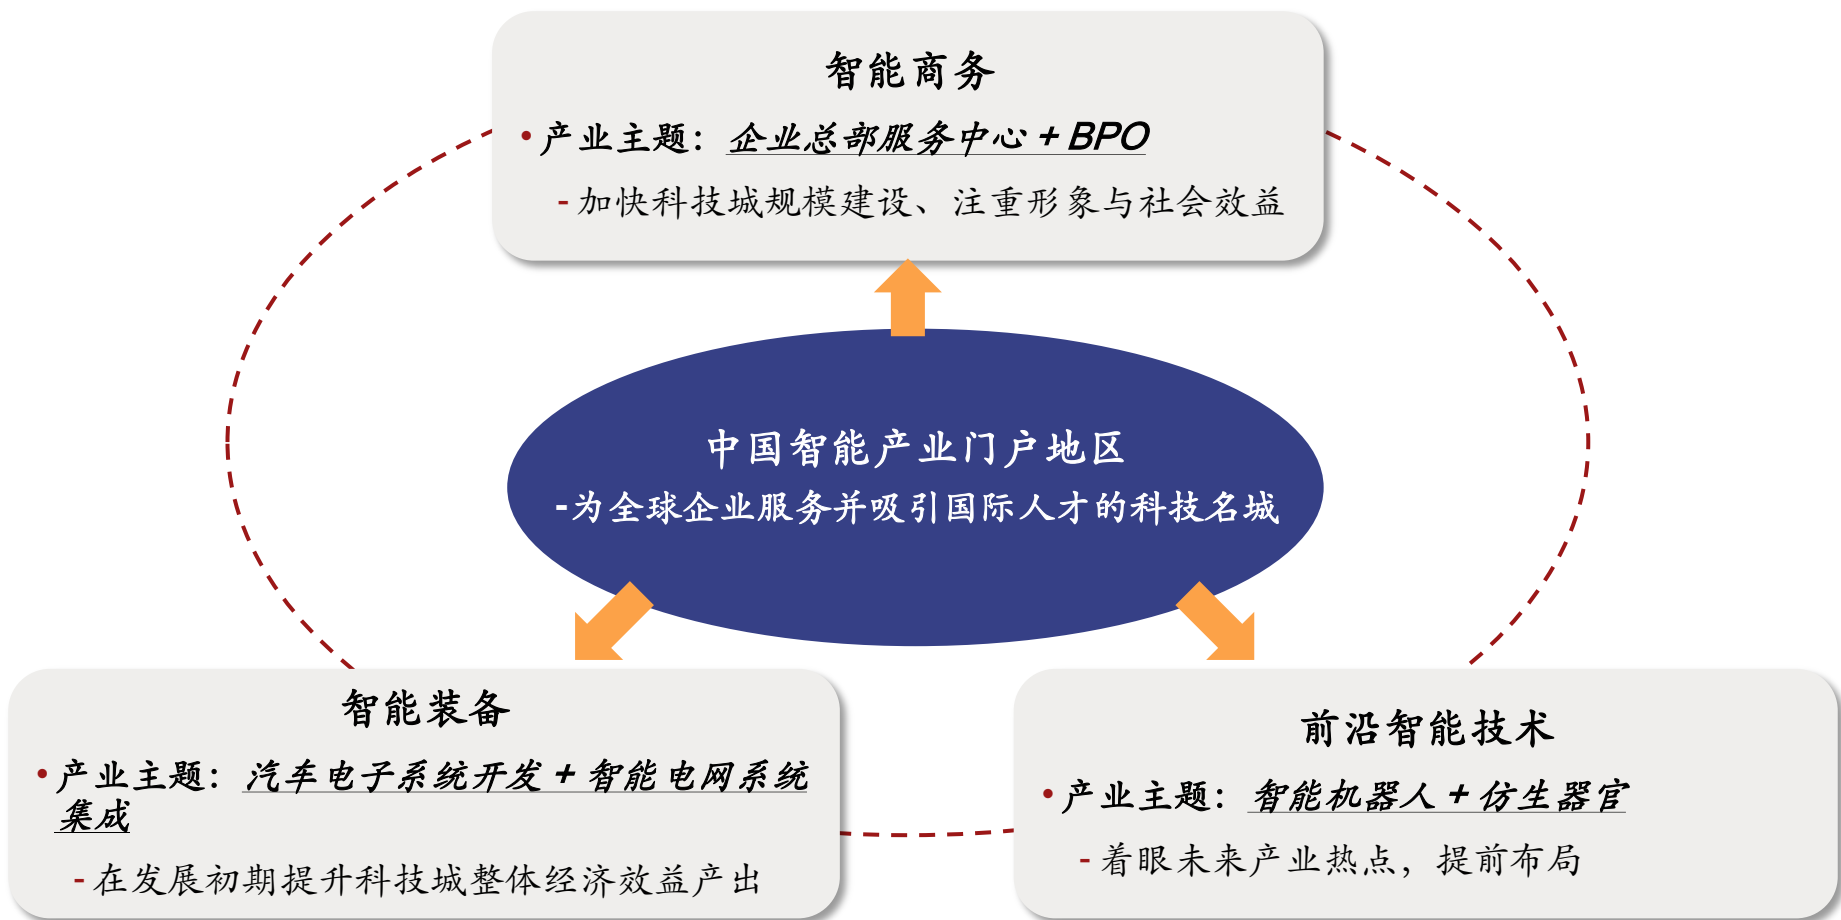 智能商务
•产业主题：企业总部服务中心+BPO
-加快科技城规模建设、注重形象与社会效益
中国智能产业门户地区
-为全球企业服务并吸引国际人才的科技名城
智能装备
•产业主题：汽车电子系统开发+智能电网系统
集成
-在发展初期提升科技城整体经济效益产出
前沿智能技术
•产业主题：智能机器人+仿生器官
-着眼未来产业热点，提前布局